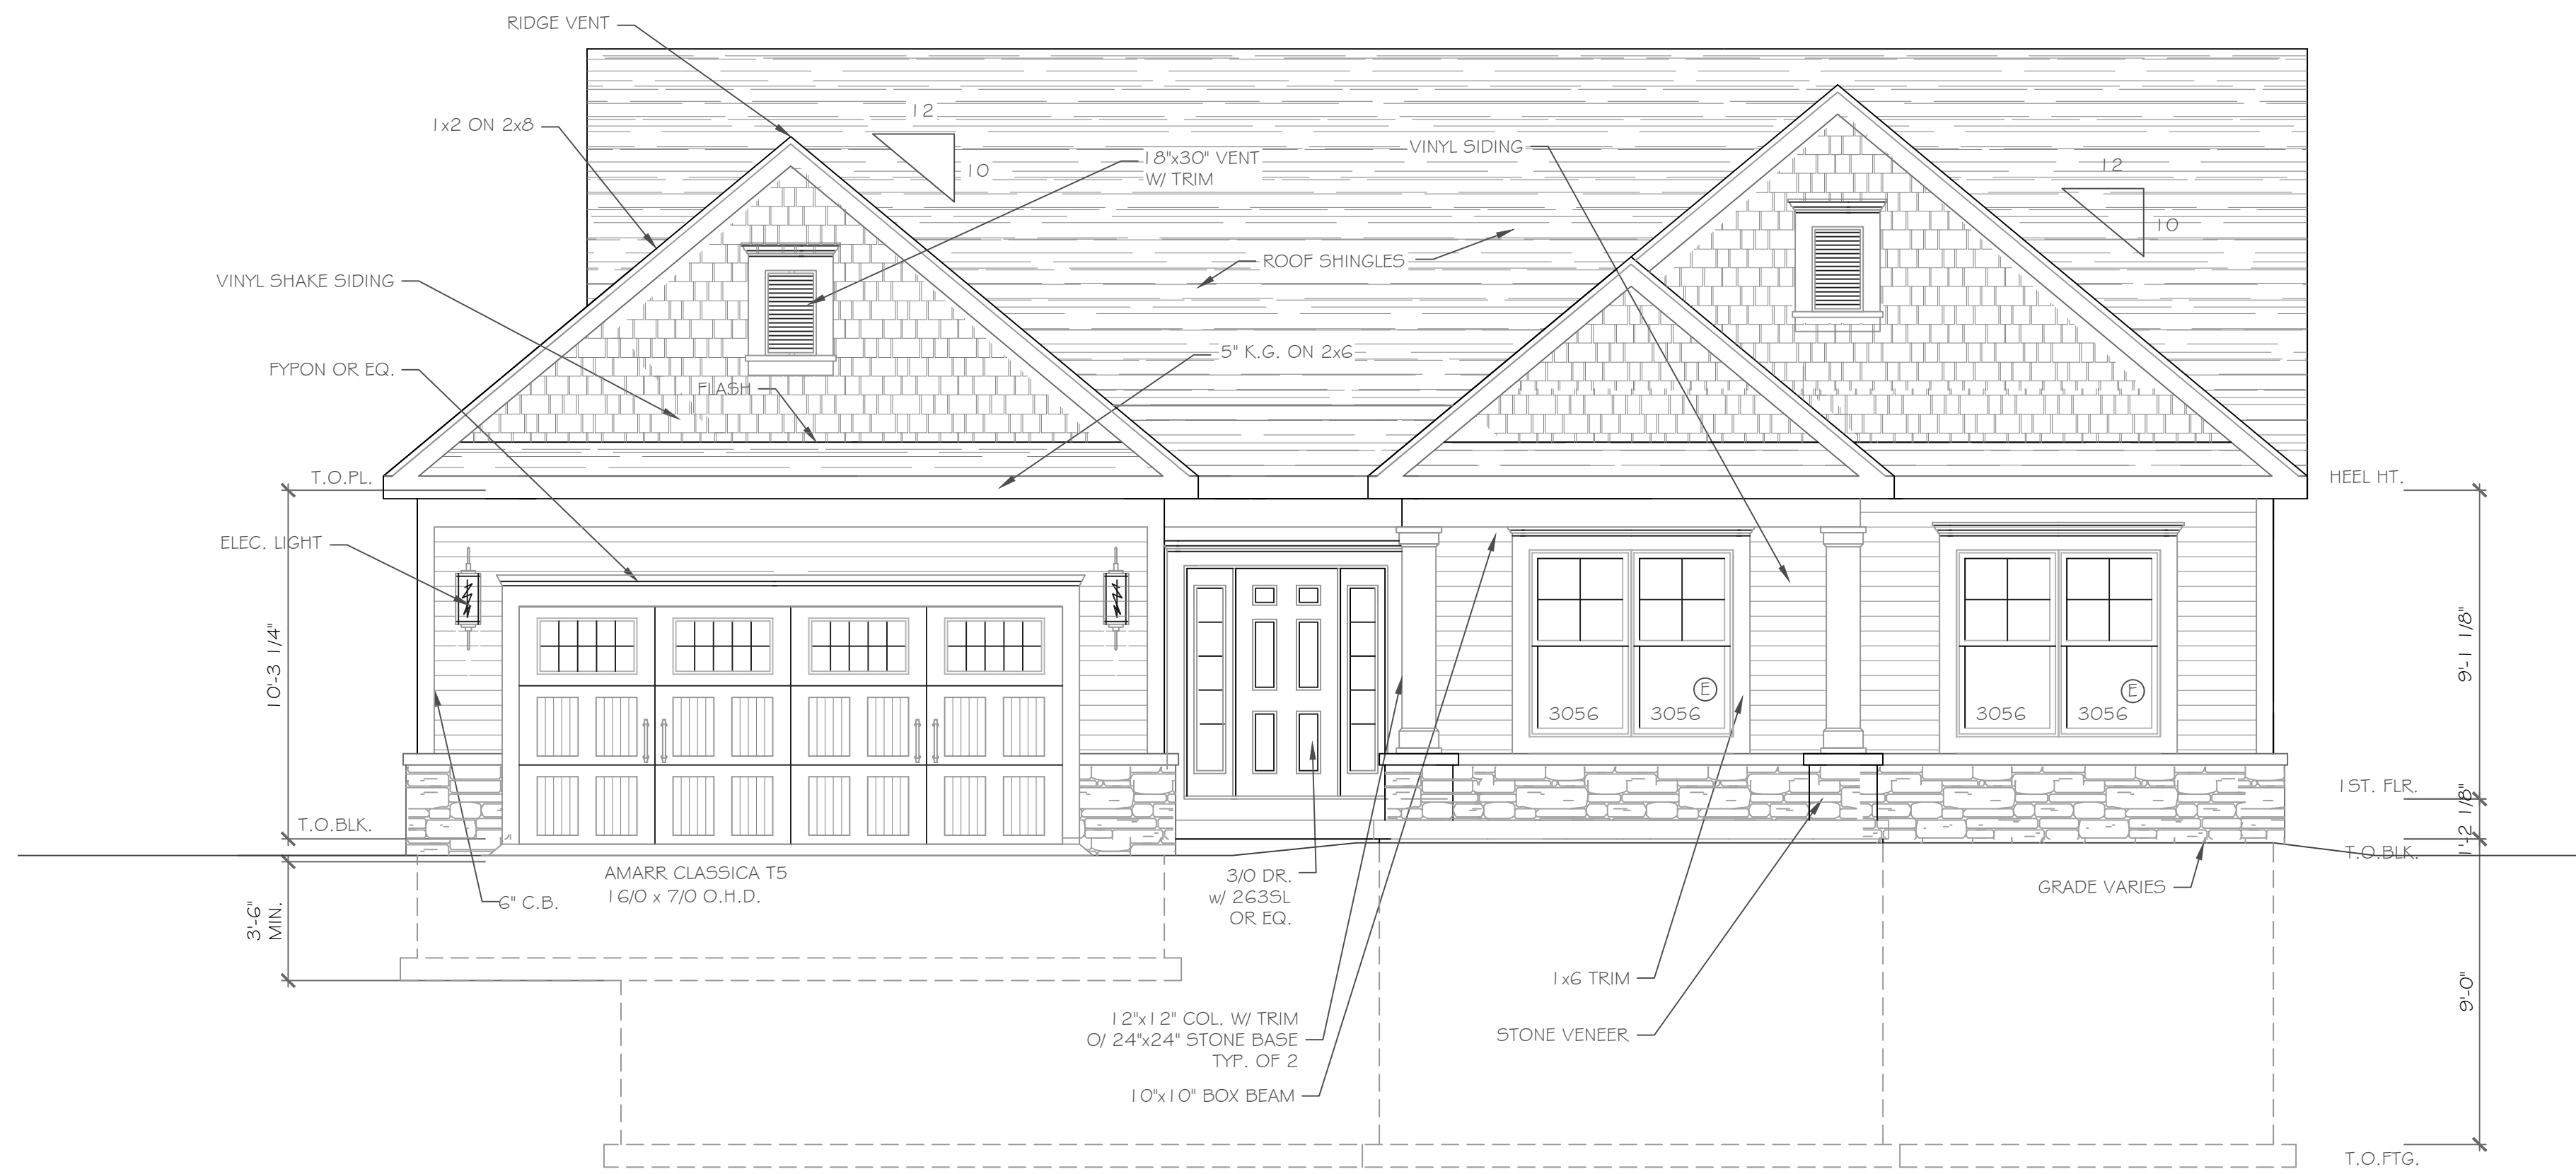 RIDGE VENT
12
1x2 ON 2x8
VINYL SIDING
18"x30" VENT
W/ TRIM
10
12
10
ROOF SHINGLES
VINYL SHAKE SIDING
5" K.G. ON 2x6
FYPON OR EQ.
FLASH
T.O.PL.
HEEL HT.
ELEC. LIGHT
10'-3 1/4"
9'-1 1/8"
E
E
3056
3056
3056
3056
1ST. FLR.
1'-2 1/8"
T.O.BLK.
T.O.BLK.
AMARR CLASSICA T5
16/0 x 7/0 O.H.D.
3/0 DR.
w/ 263SL
OR EQ.
GRADE VARIES
6" C.B.
3'-6"
MIN.
1x6 TRIM
9'-0"
12"x12" COL. W/ TRIM
O/ 24"x24" STONE BASE
TYP. OF 2
STONE VENEER
10"x10" BOX BEAM
T.O.FTG.